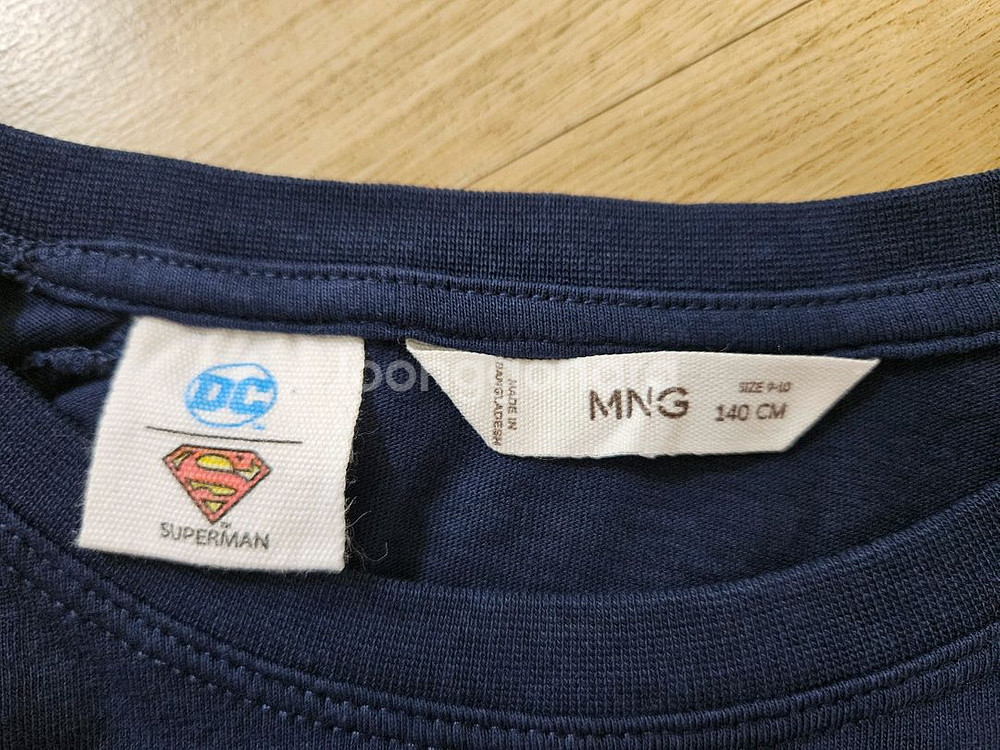 DC
SUPERMAN
MADE IN
BANGLADESH
MNG
SIZE 9-10
140 CM